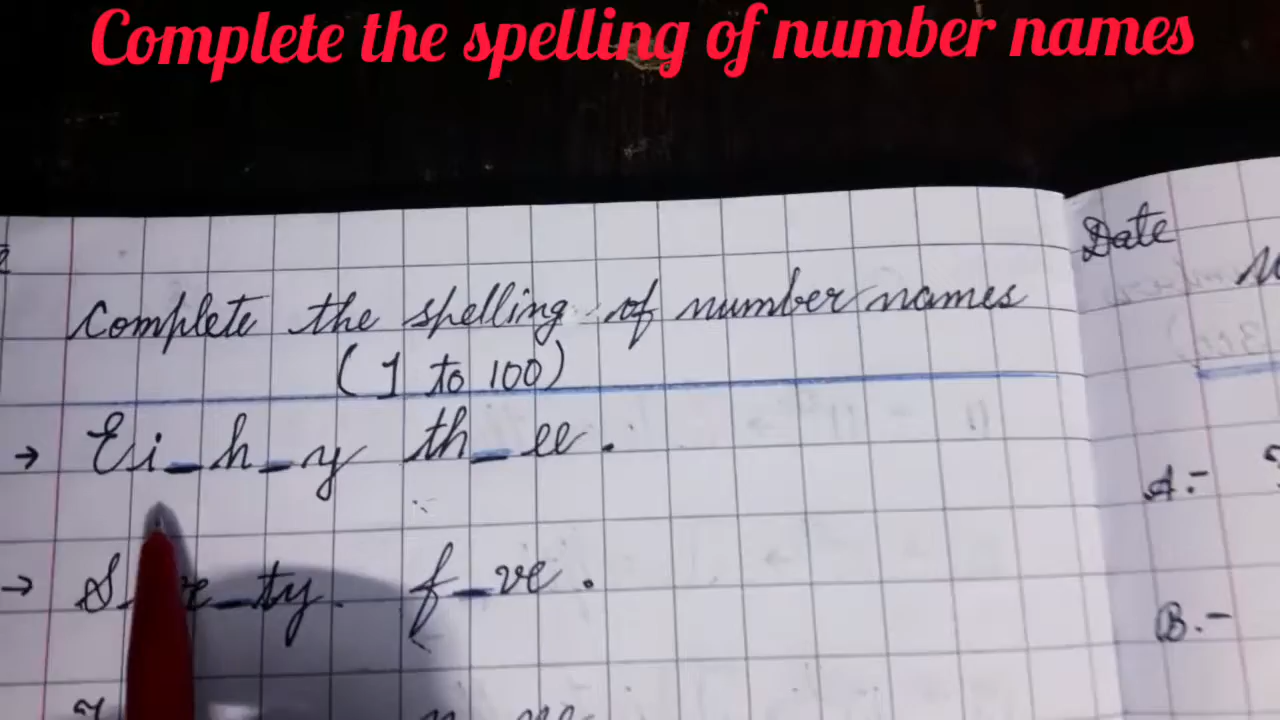 Complete the spelling of number names
Date
Complete the spelling of number names
(1 to 100)
→ Ei_h_y th_ee.
A:-
→ S_ve_ty f_ve.
B.-